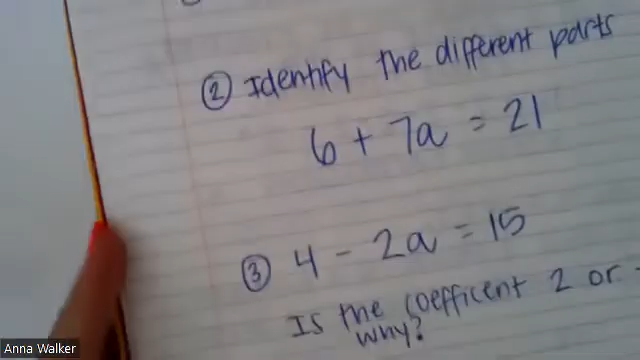 ② Identify the different parts
6 + 7a = 21
③ 4 - 2a = 15
Is the coefficent 2 or -
why?
Anna Walker